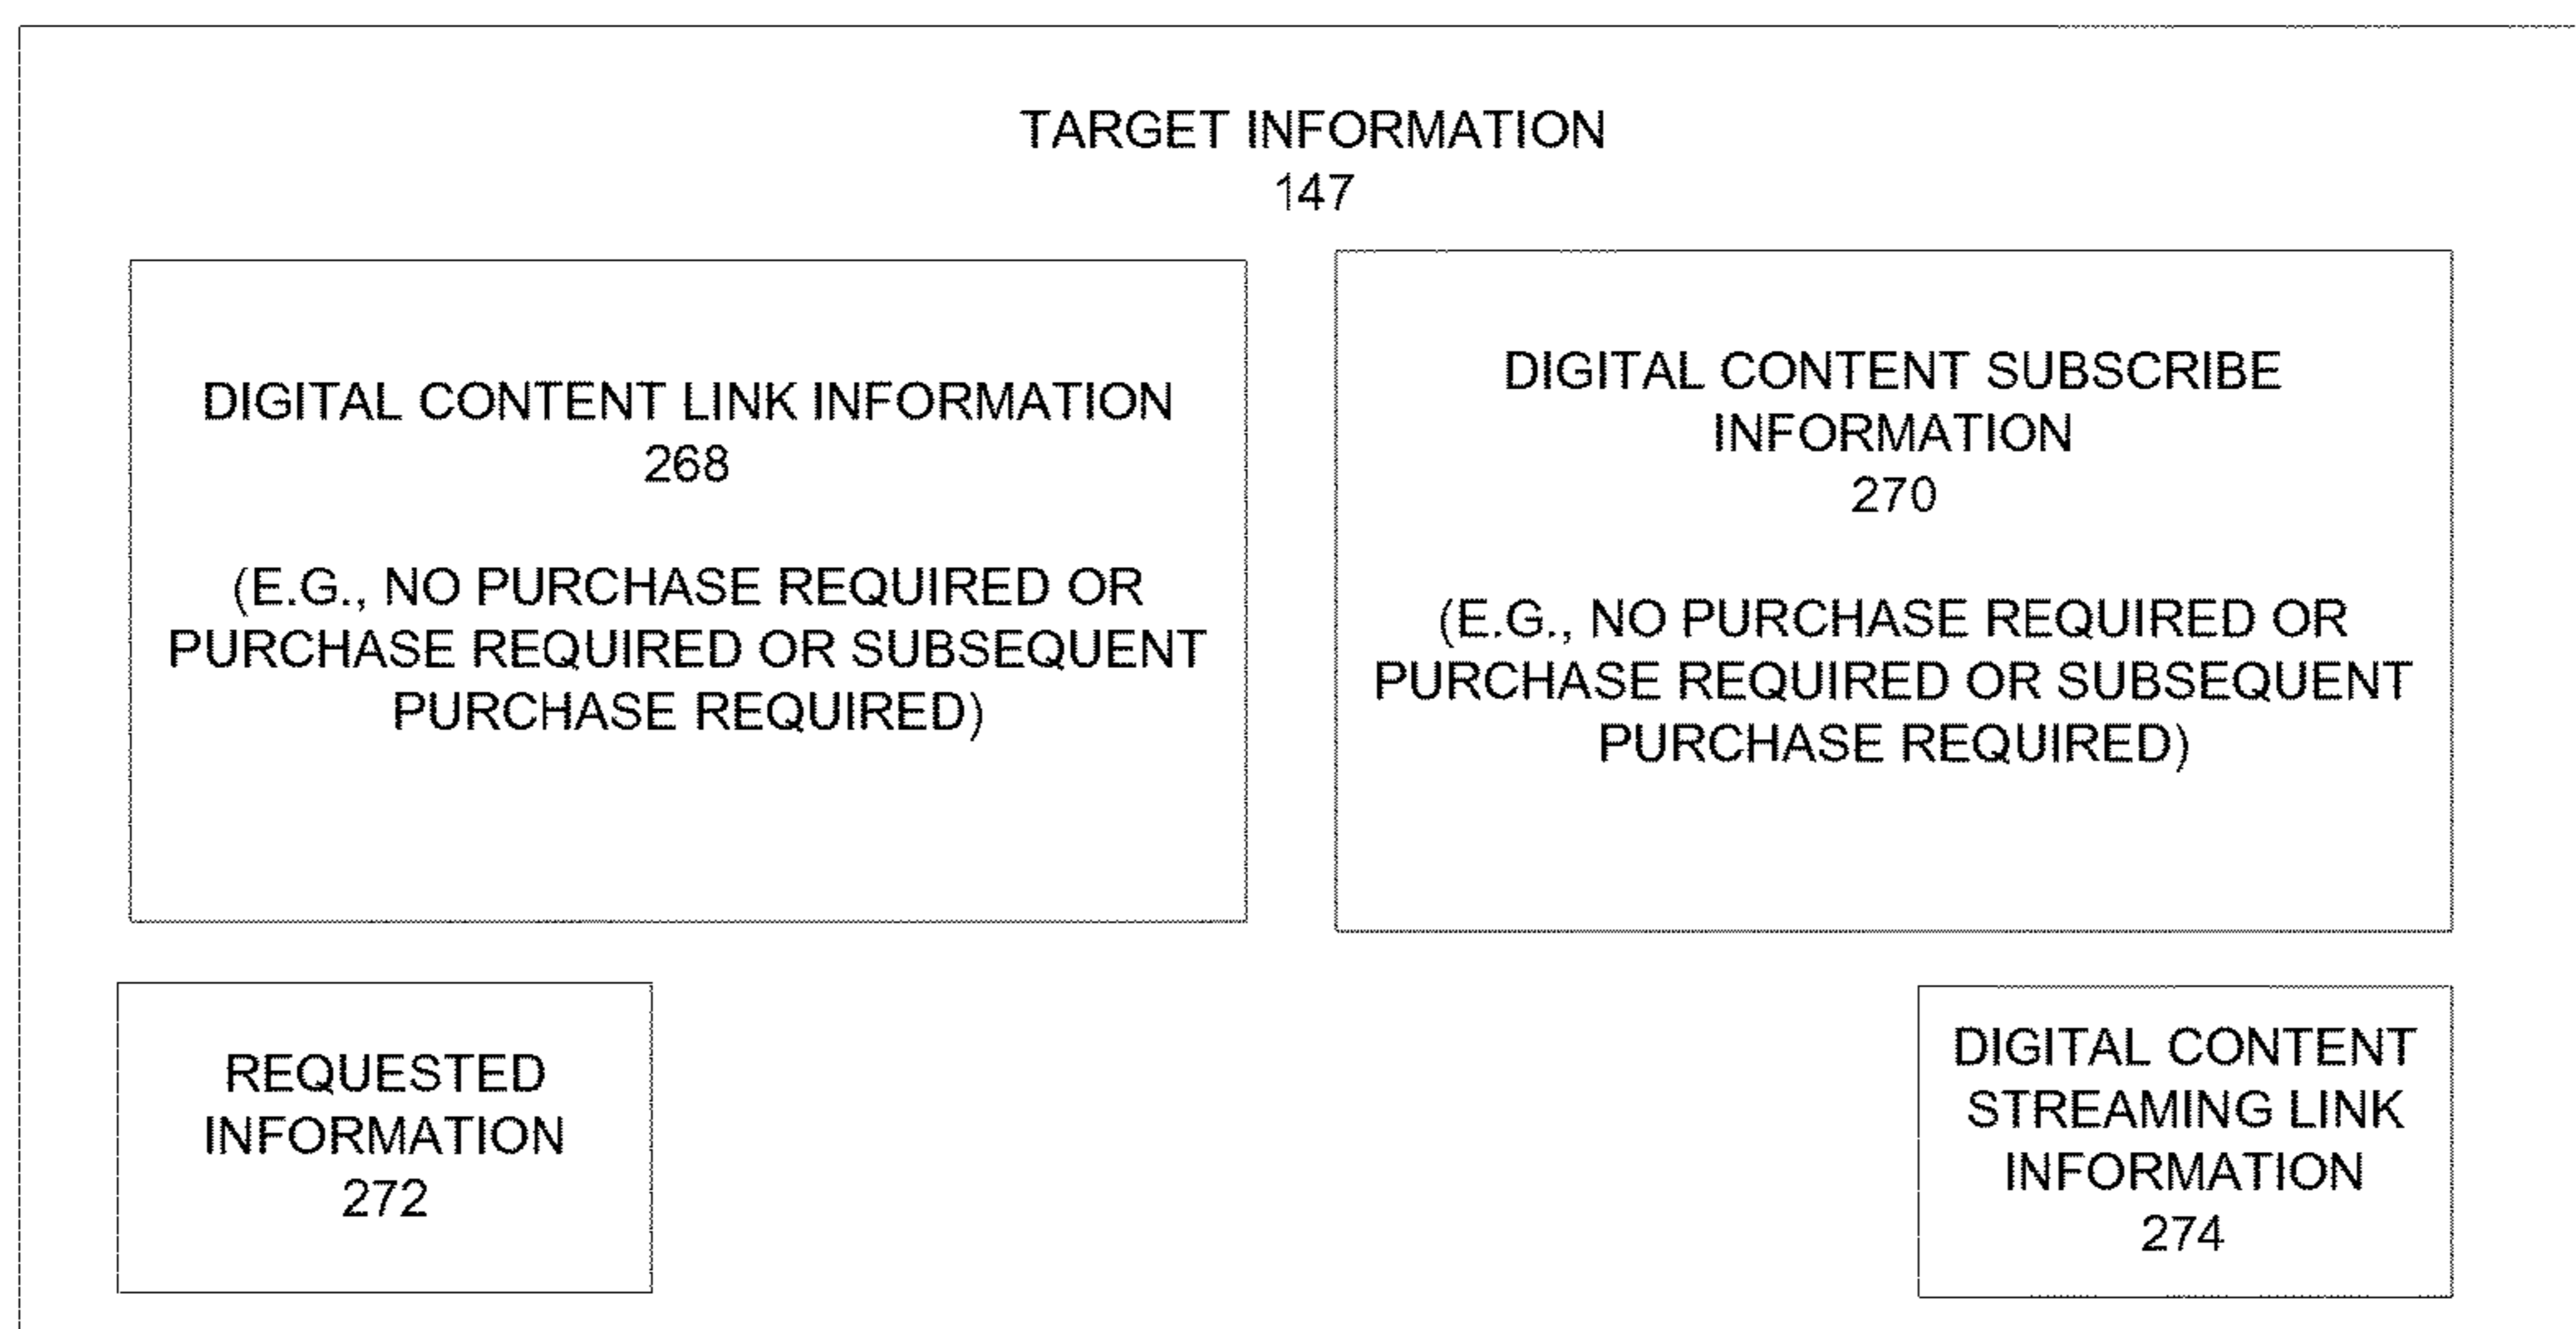 TARGET INFORMATION
147
DIGITAL CONTENT LINK INFORMATION
268
(E.G., NO PURCHASE REQUIRED OR
PURCHASE REQUIRED OR SUBSEQUENT
PURCHASE REQUIRED)
DIGITAL CONTENT SUBSCRIBE
INFORMATION
270
(E.G., NO PURCHASE REQUIRED OR
PURCHASE REQUIRED OR SUBSEQUENT
PURCHASE REQUIRED)
REQUESTED
INFORMATION
272
DIGITAL CONTENT
STREAMING LINK
INFORMATION
274